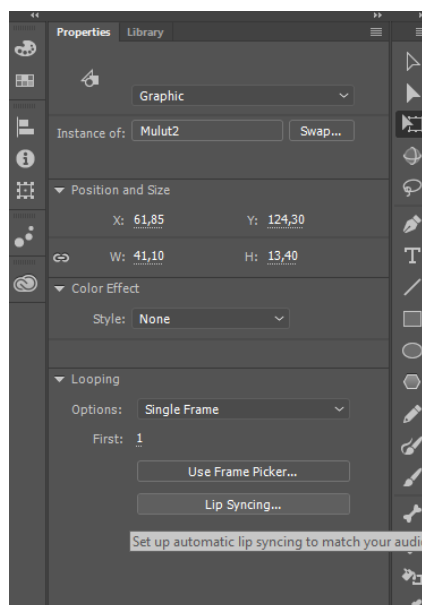 Properties Library
Graphic
Instance of: Mulut2 Swap...
Position and Size
X: 61,85 Y: 124,30
W: 41,10 H: 13,40
Color Effect
Style: None
Looping
Options: Single Frame
First: 1
Use Frame Picker...
Lip Syncing...
Set up automatic lip syncing to match your audi